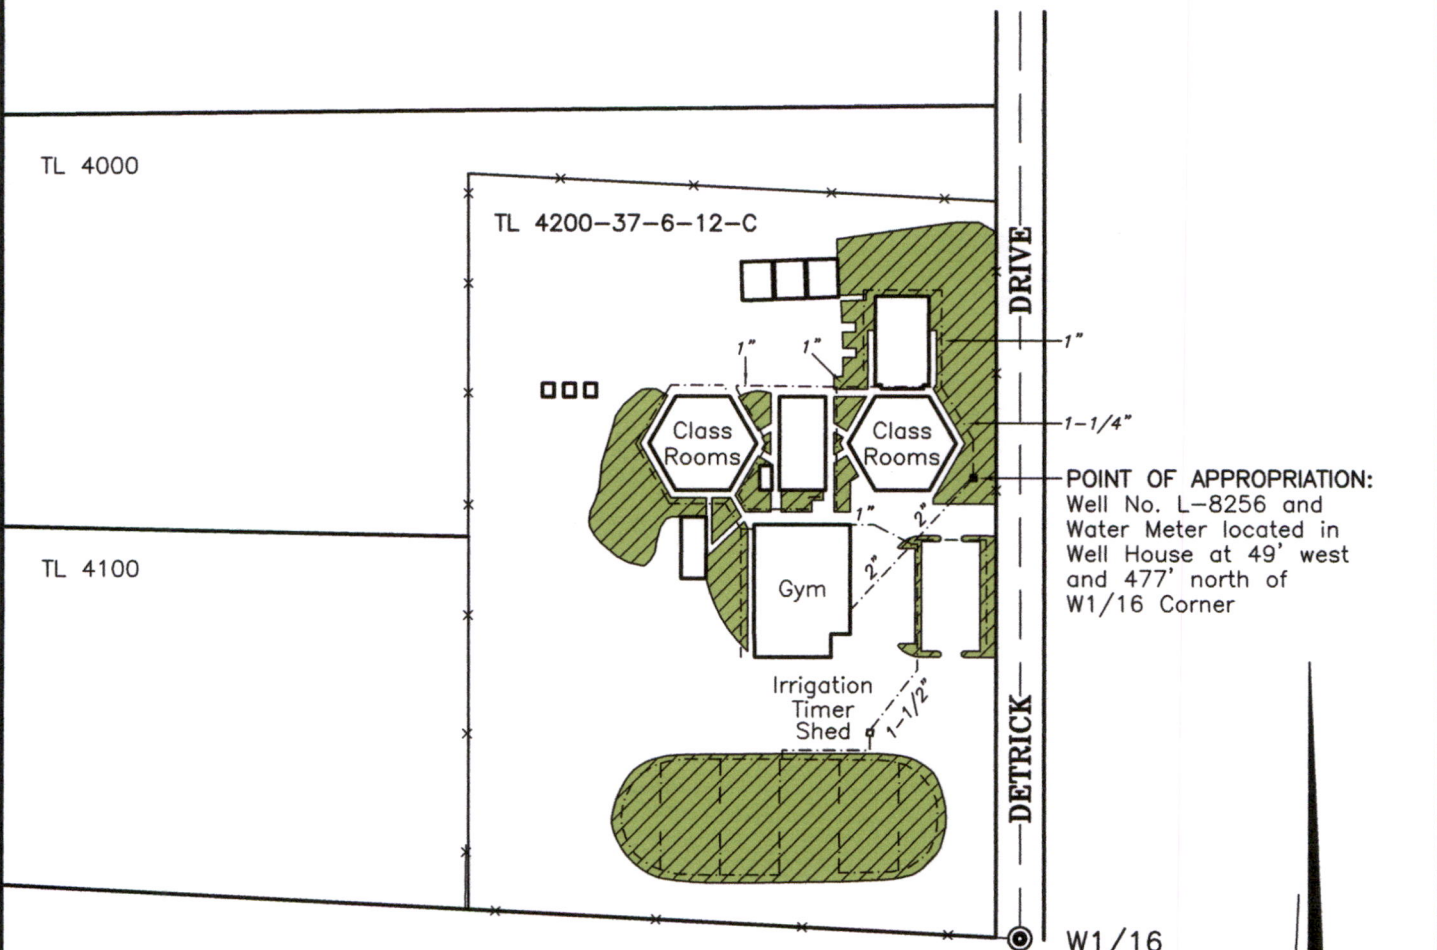 TL 4000
TL 4200-37-6-12-C
DETRICK DRIVE
1"
1"
1"
1-1/4"
Class
Rooms
Class
Rooms
POINT OF APPROPRIATION:
Well No. L-8256 and
Water Meter located in
Well House at 49' west
and 477' north of
W1/16 Corner
1"
2"
2"
TL 4100
Gym
Irrigation
Timer
Shed
1-1/2"
W1/16